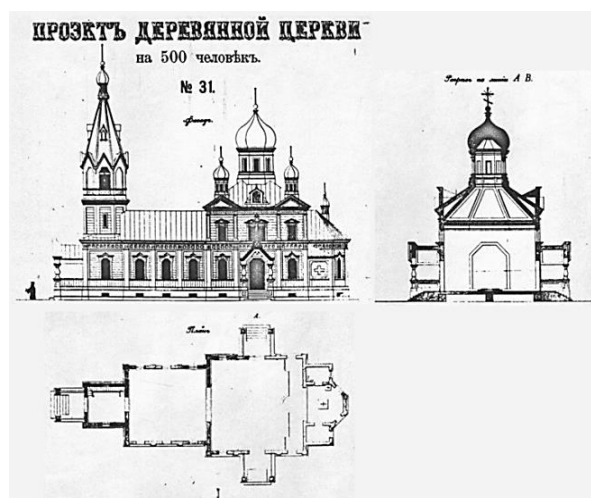 ПРОЭКТЪ ДЕРЕВЯННОЙ ЦЕРКВИ
на 500 человѣкъ.
№ 31.
Фасадъ.
Разрѣзъ по линіи А В.
Планъ
А.